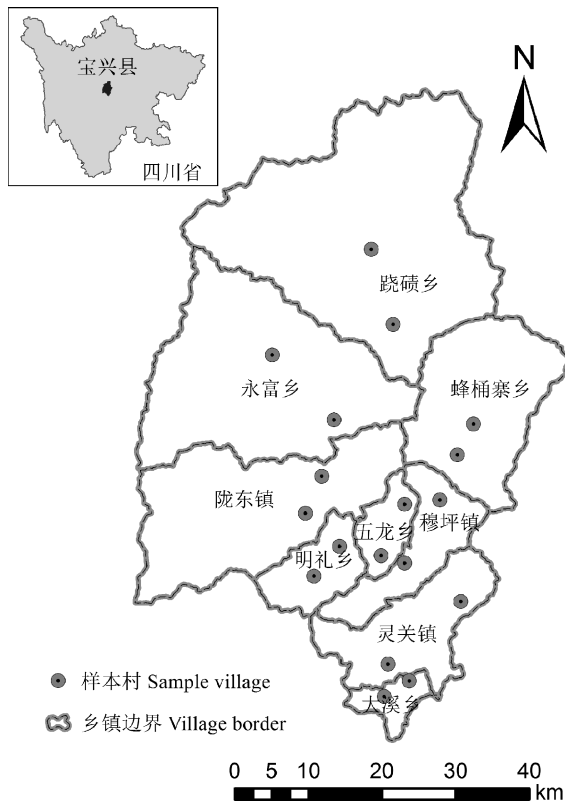 宝兴县
四川省
N
跷碛乡
永富乡
蜂桶寨乡
陇东镇
五龙乡
穆坪镇
明礼乡
灵关镇
大溪乡
样本村 Sample village
乡镇边界 Village border
0 5 10 20 30 40
km